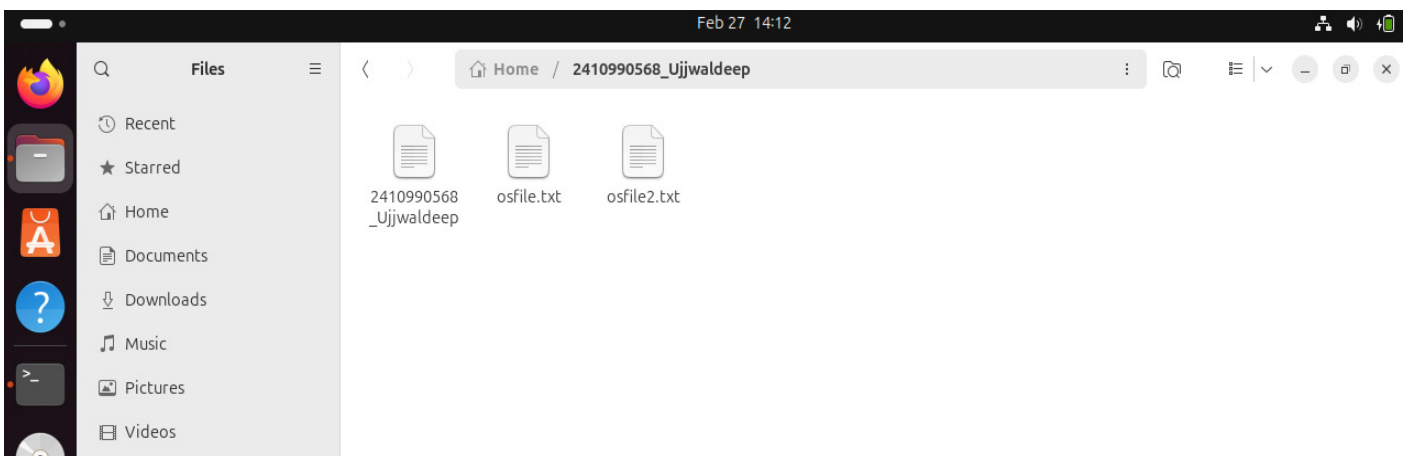 Feb 27 14:12
Files
Home / 2410990568_Ujjwaldeep
Recent
Starred
Home
Documents
Downloads
Music
Pictures
Videos
2410990568
_Ujjwaldeep
osfile.txt
osfile2.txt